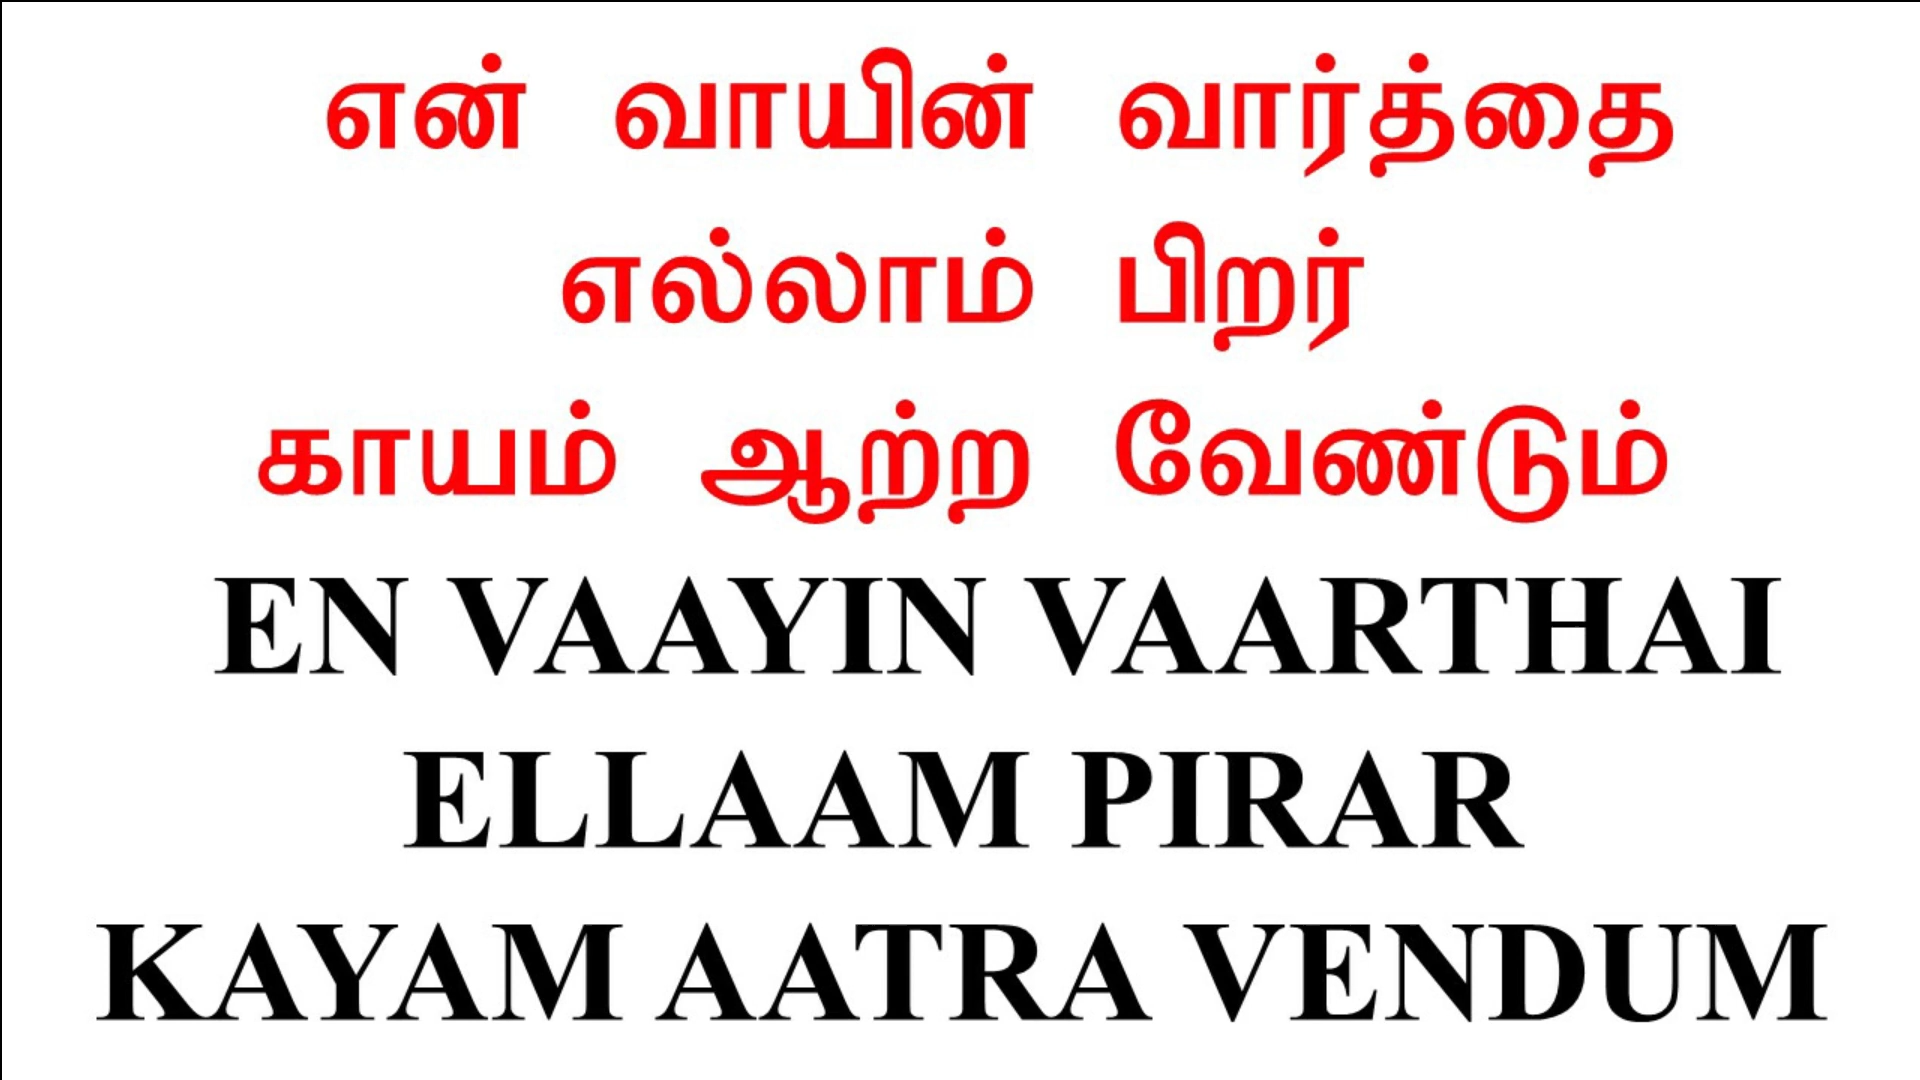 என் வாயின் வார்த்தை
எல்லாம் பிறர்
காயம் ஆற்ற வேண்டும்
EN VAAYIN VAARTHAI
ELLAAM PIRAR
KAYAM AATRA VENDUM